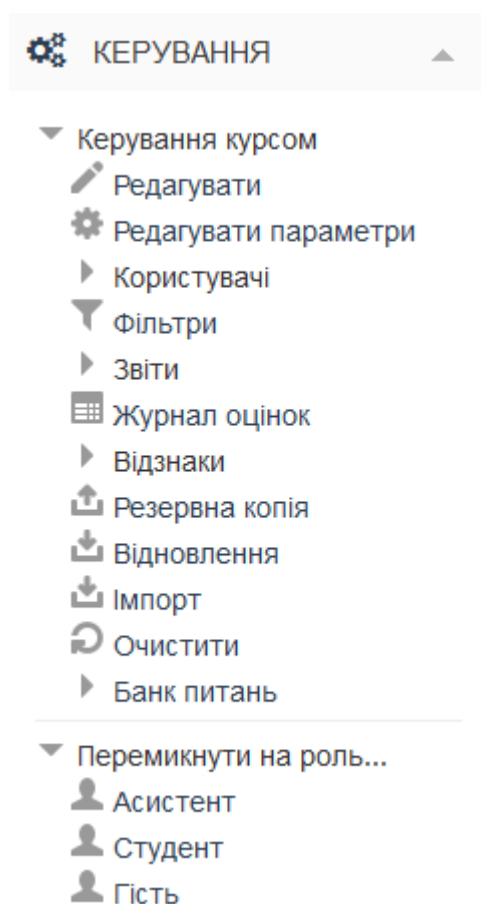 КЕРУВАННЯ
Керування курсом
Редагувати
Редагувати параметри
Користувачі
Фільтри
Звіти
Журнал оцінок
Відзнаки
Резервна копія
Відновлення
Імпорт
Очистити
Банк питань
Перемикнути на роль...
Асистент
Студент
Гість